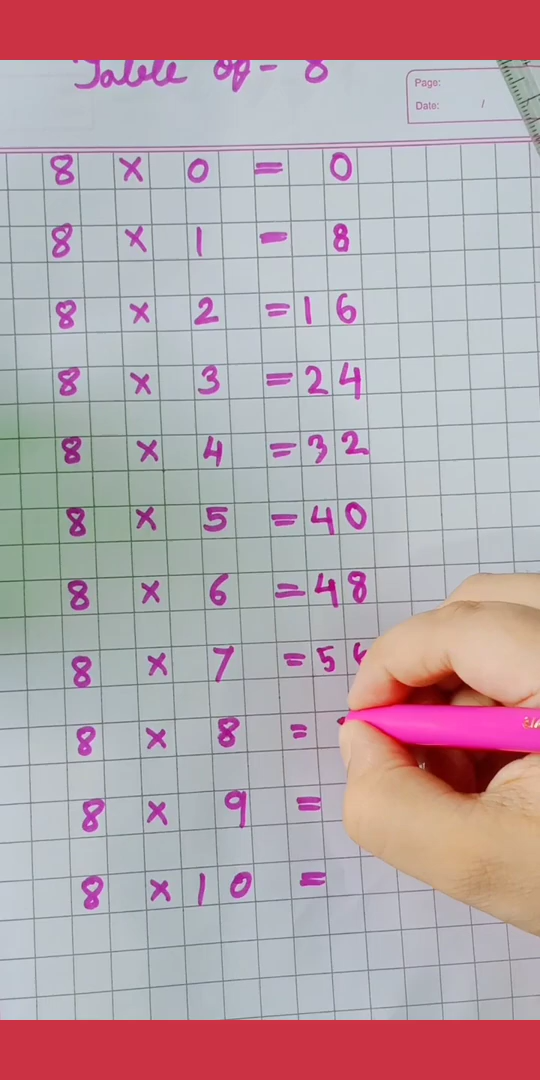 Table of - 8
Page:
Date: /
8 × 0 = 0
8 × 1 = 8
8 × 2 = 16
8 × 3 = 24
8 × 4 = 32
8 × 5 = 40
8 × 6 = 48
8 × 7 = 56
8 × 8 =
8 × 9 =
8 × 10 =